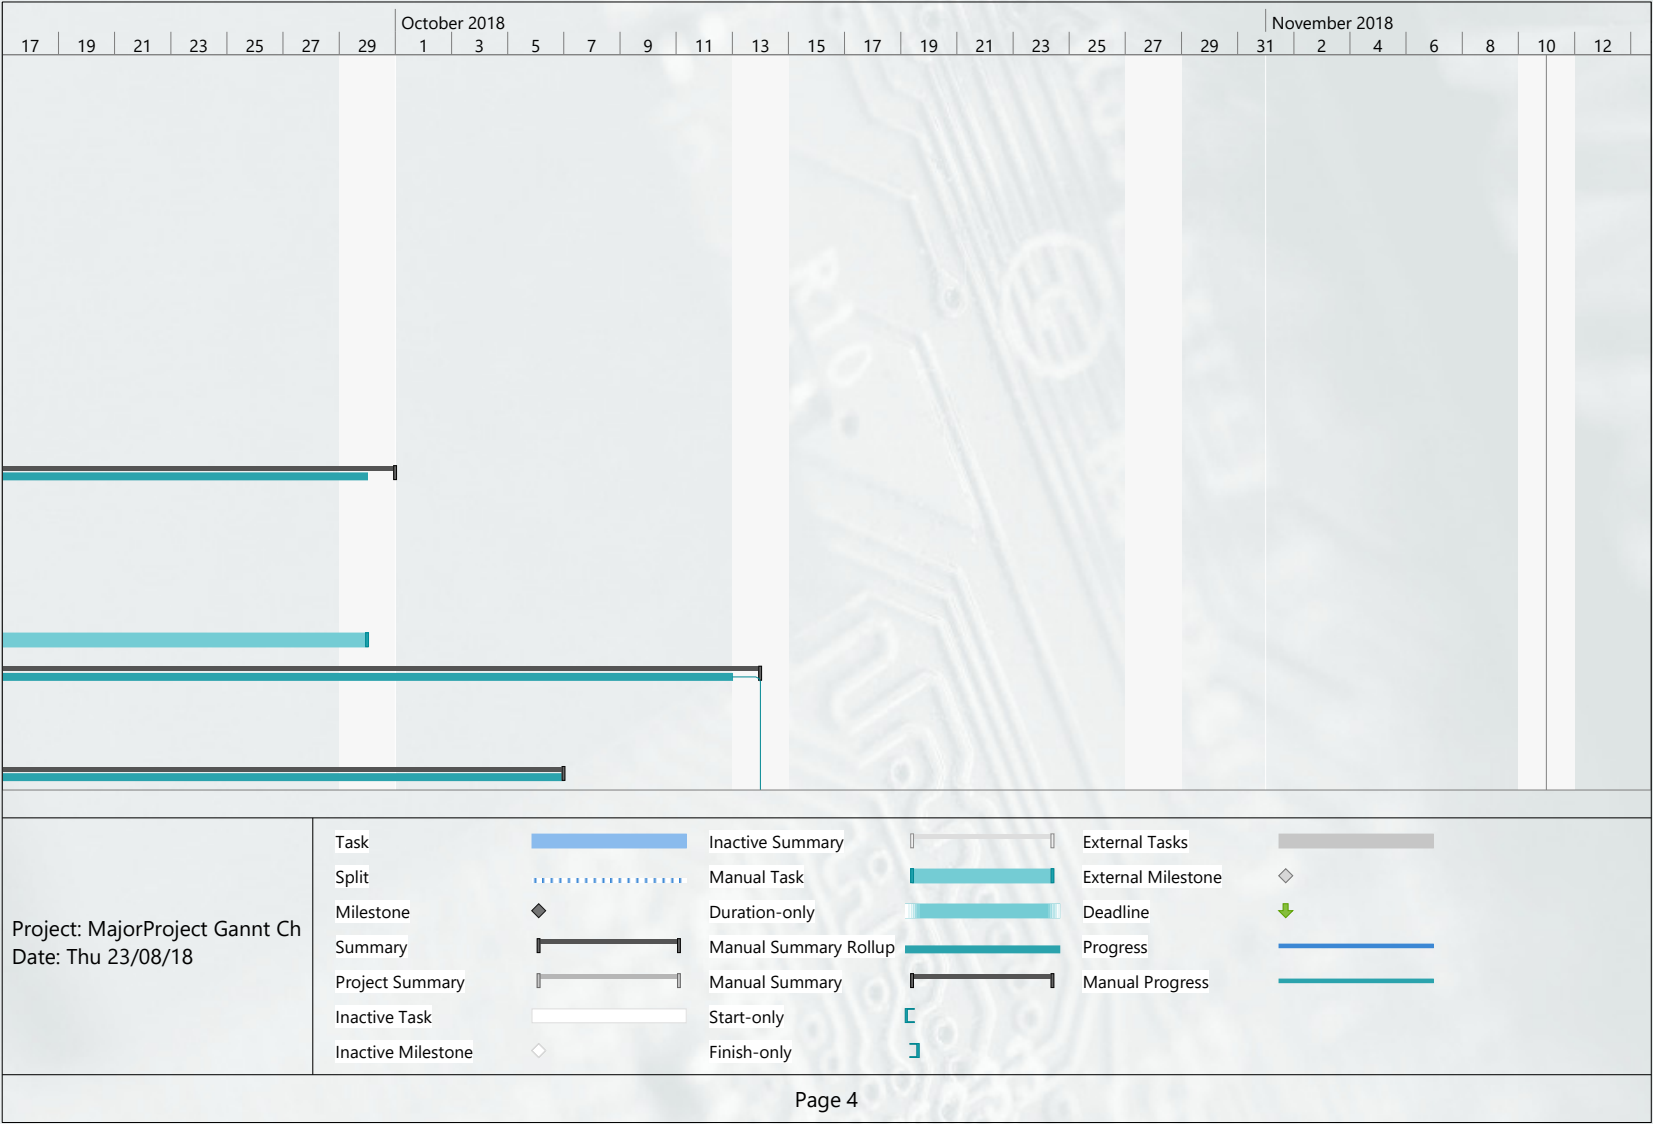 October 2018 November 2018
17 19 21 23 25 27 29 1 3 5 7 9 11 13 15 17 19 21 23 25 27 29 31 2 4 6 8 10 12
Task Inactive Summary External Tasks
Split Manual Task External Milestone
Milestone Duration-only Deadline
Project: MajorProject Gannt Ch
Summary Manual Summary Rollup Progress
Date: Thu 23/08/18
Project Summary Manual Summary Manual Progress
Inactive Task Start-only
Inactive Milestone Finish-only
Page 4